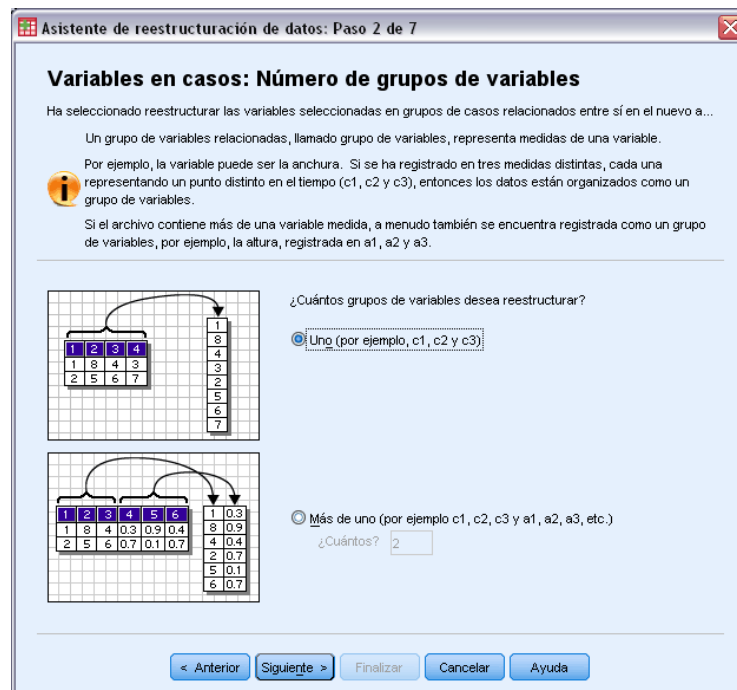 Asistente de reestructuración de datos: Paso 2 de 7
Variables en casos: Número de grupos de variables
Ha seleccionado reestructurar las variables seleccionadas en grupos de casos relacionados entre sí en el nuevo a...
Un grupo de variables relacionadas, llamado grupo de variables, representa medidas de una variable.
Por ejemplo, la variable puede ser la anchura. Si se ha registrado en tres medidas distintas, cada una
representando un punto distinto en el tiempo (c1, c2 y c3), entonces los datos están organizados como un
grupo de variables.
Si el archivo contiene más de una variable medida, a menudo también se encuentra registrada como un grupo
de variables, por ejemplo, la altura, registrada en a1, a2 y a3.
¿Cuántos grupos de variables desea reestructurar?
1
8
4
3
2
5
6
7
1 2 3 4
1 8 4 3
2 5 6 7
Uno (por ejemplo, c1, c2 y c3)
1 2 3 4 5 6
1 8 4 0.3 0.9 0.4
2 5 6 0.7 0.1 0.7
1 0.3
8 0.9
4 0.4
2 0.7
5 0.1
6 0.7
Más de uno (por ejemplo c1, c2, c3 y a1, a2, a3, etc.)
¿Cuántos? 2
< Anterior
Siguiente >
Finalizar
Cancelar
Ayuda